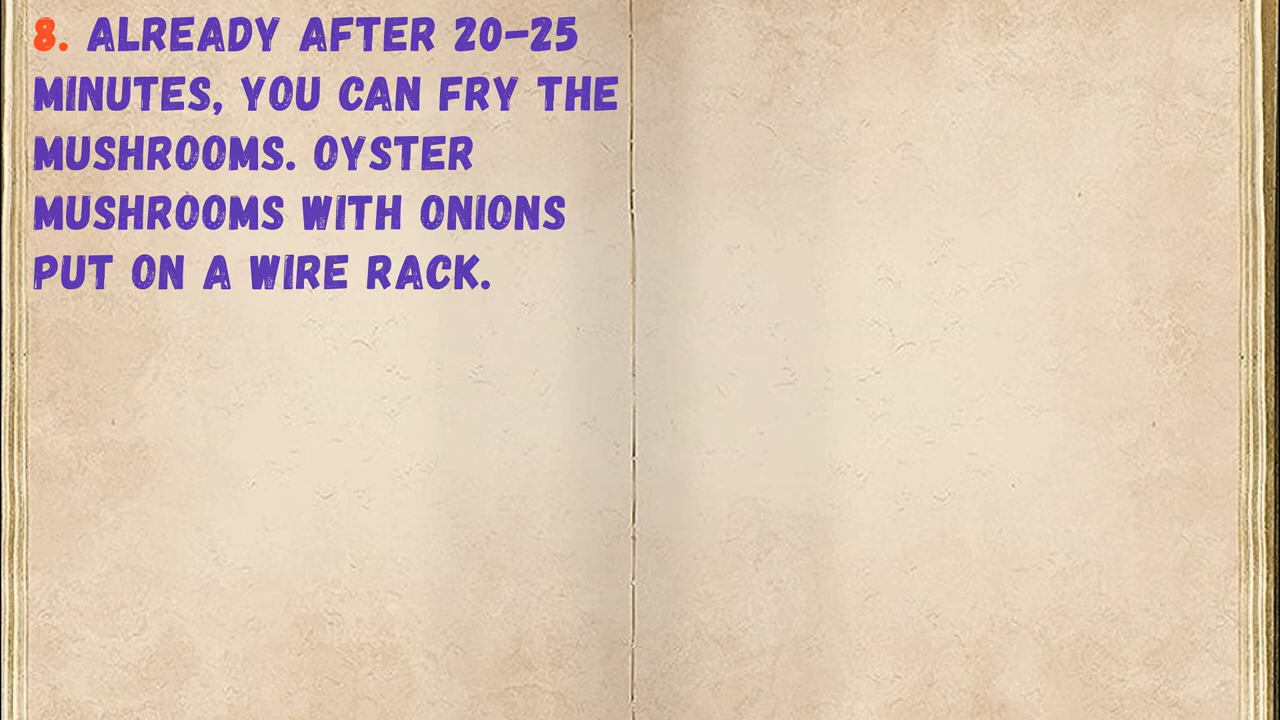 8. ALREADY AFTER 20-25
MINUTES, YOU CAN FRY THE
MUSHROOMS. OYSTER
MUSHROOMS WITH ONIONS
PUT ON A WIRE RACK.